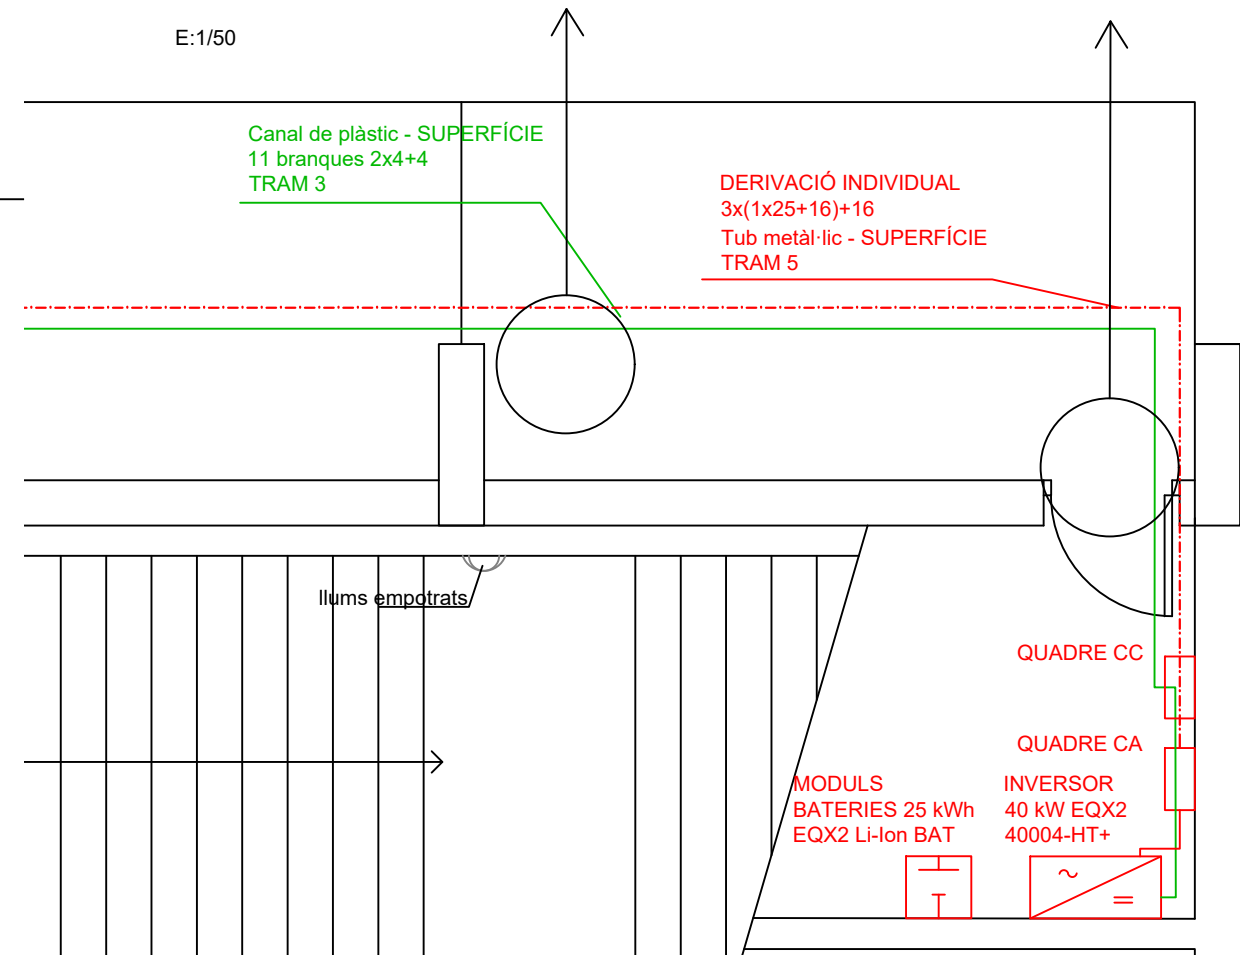 E:1/50
Canal de plàstic - SUPERFÍCIE
11 branques 2x4+4
TRAM 3
DERIVACIÓ INDIVIDUAL
3x(1x25+16)+16
Tub metàl·lic - SUPERFÍCIE
TRAM 5
llums empotrats
QUADRE CC
QUADRE CA
MODULS
BATERIES 25 kWh
EQX2 Li-Ion BAT
INVERSOR
40 kW EQX2
40004-HT+